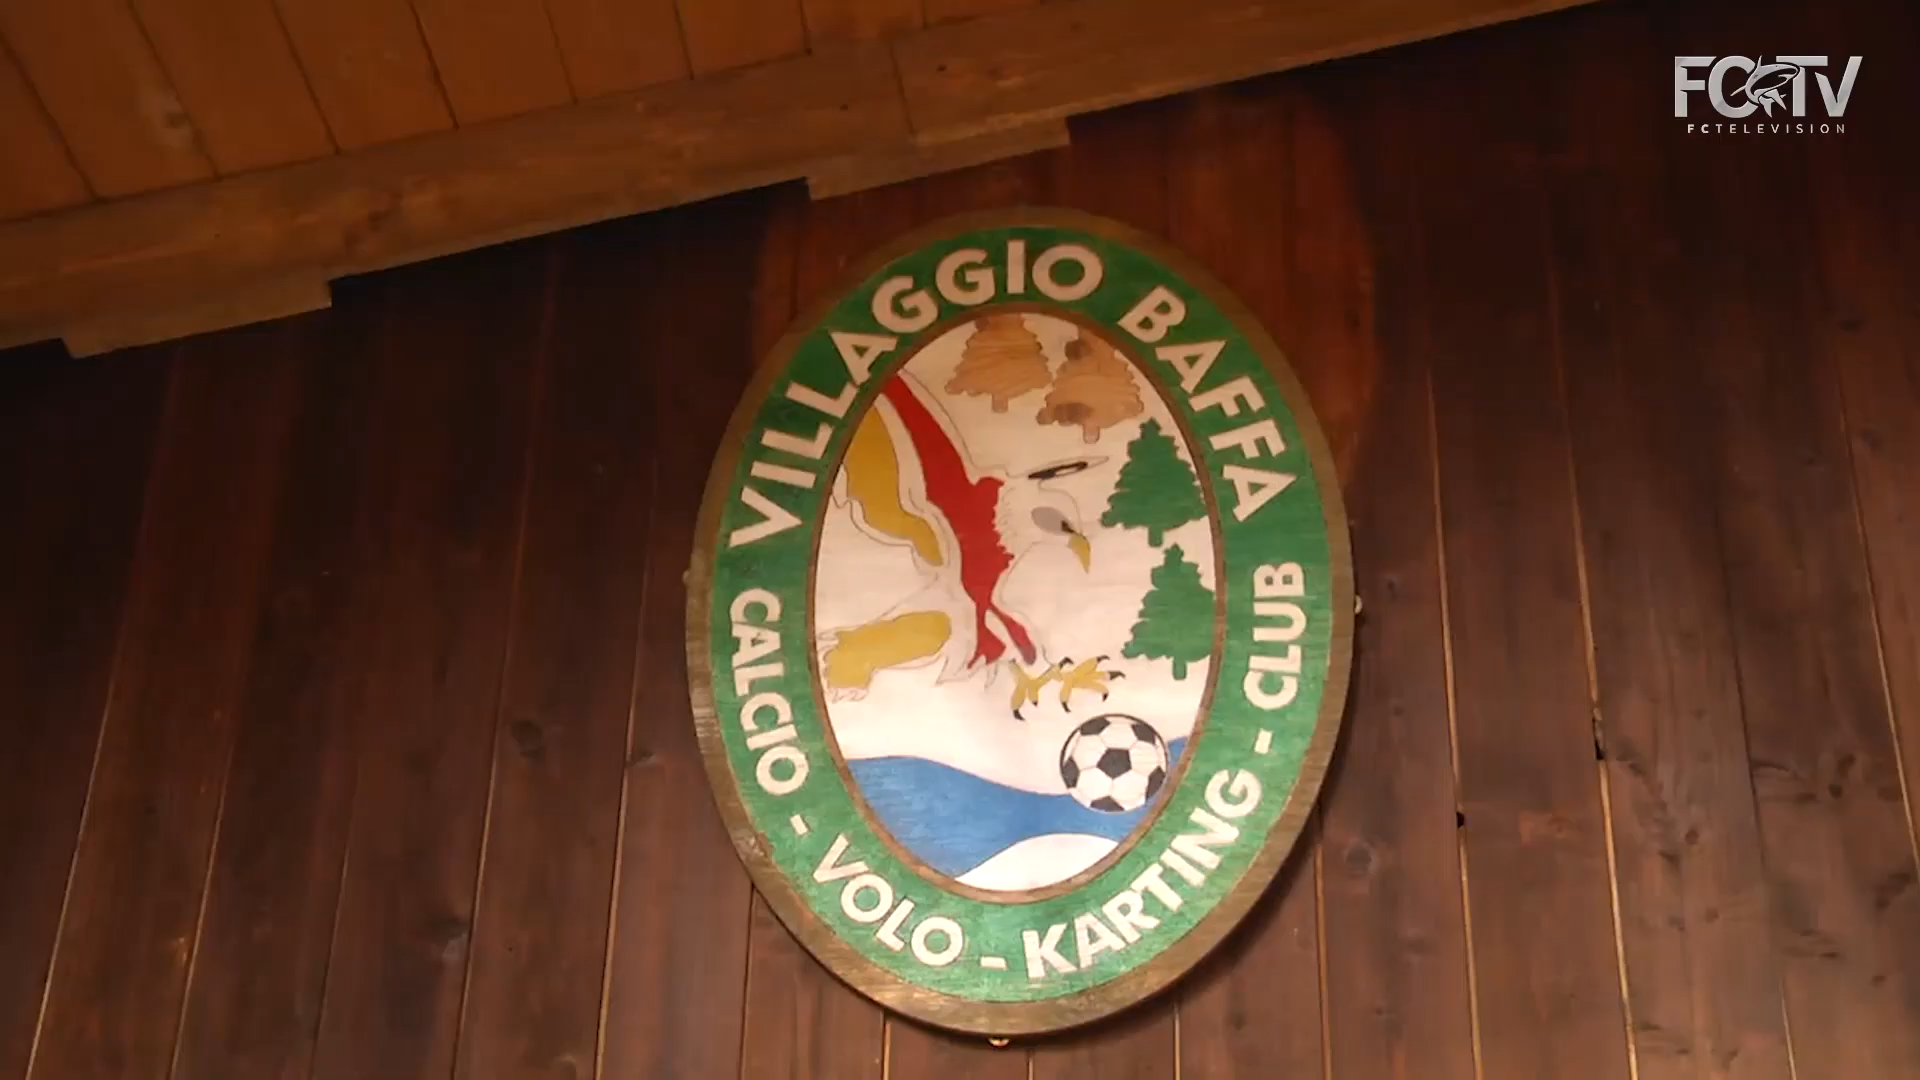 FCTV
FCTELEVISION
VILLAGGIO BAFFA
CALCIO - VOLO - KARTING - CLUB